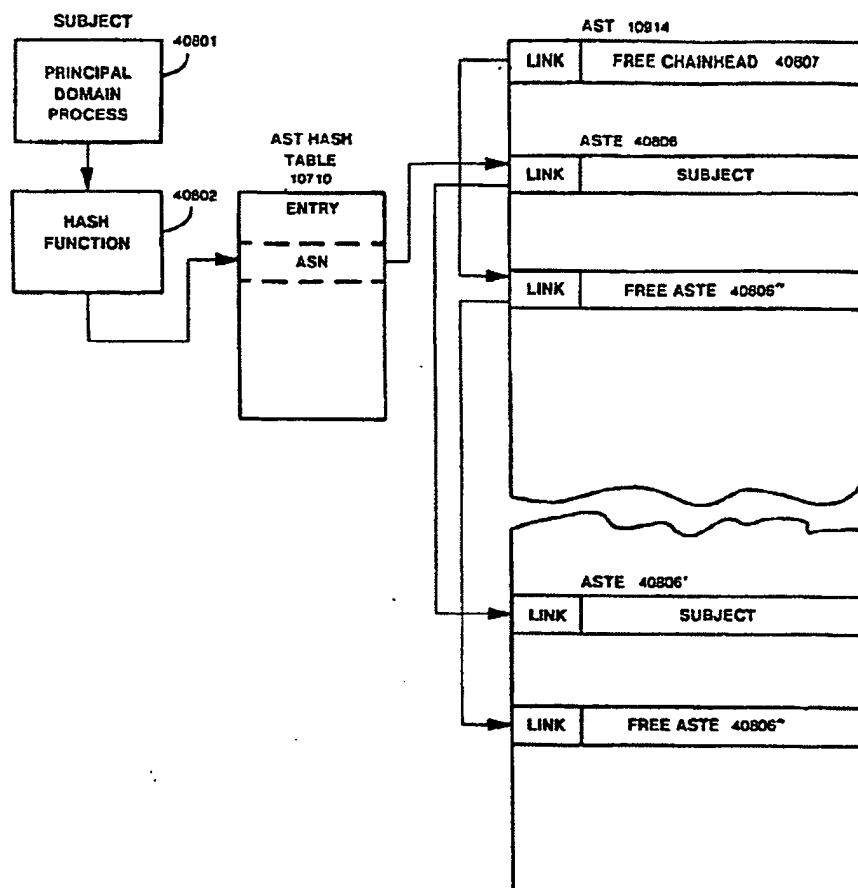 SUBJECT
40801
PRINCIPAL
DOMAIN
PROCESS
40802
HASH
FUNCTION
AST HASH
TABLE
10710
ENTRY
ASN
AST 10914
LINK FREE CHAINHEAD 40807
ASTE 40806
LINK SUBJECT
LINK FREE ASTE 40806"
ASTE 40806'
LINK SUBJECT
LINK FREE ASTE 40806"